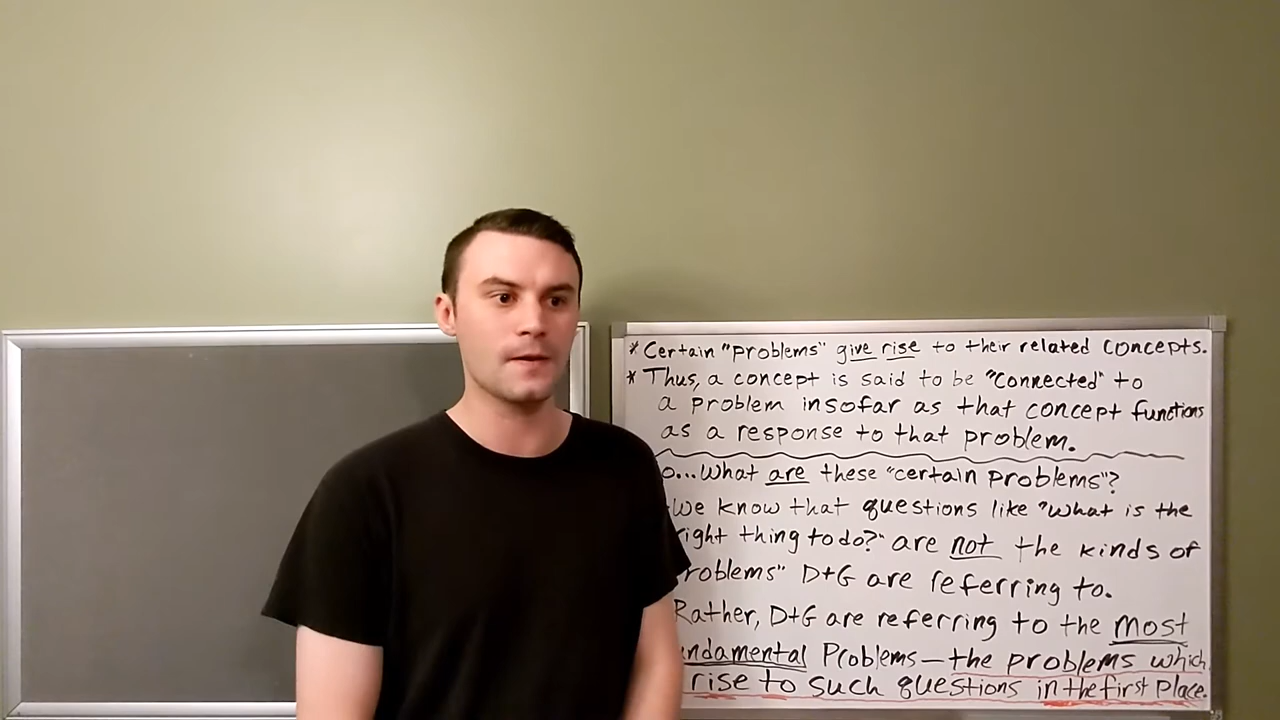 * Certain "problems" give rise to their related concepts.
* Thus, a concept is said to be "connected" to
a problem insofar as that concept functions
as a response to that problem.
o...What are these "certain problems"?
We know that questions like "What is the
ight thing to do?" are not the kinds of
roblems" D+G are referring to.
Rather, D+G are referring to the most
ndamental Problems—the problems which
rise to such questions in the first place.